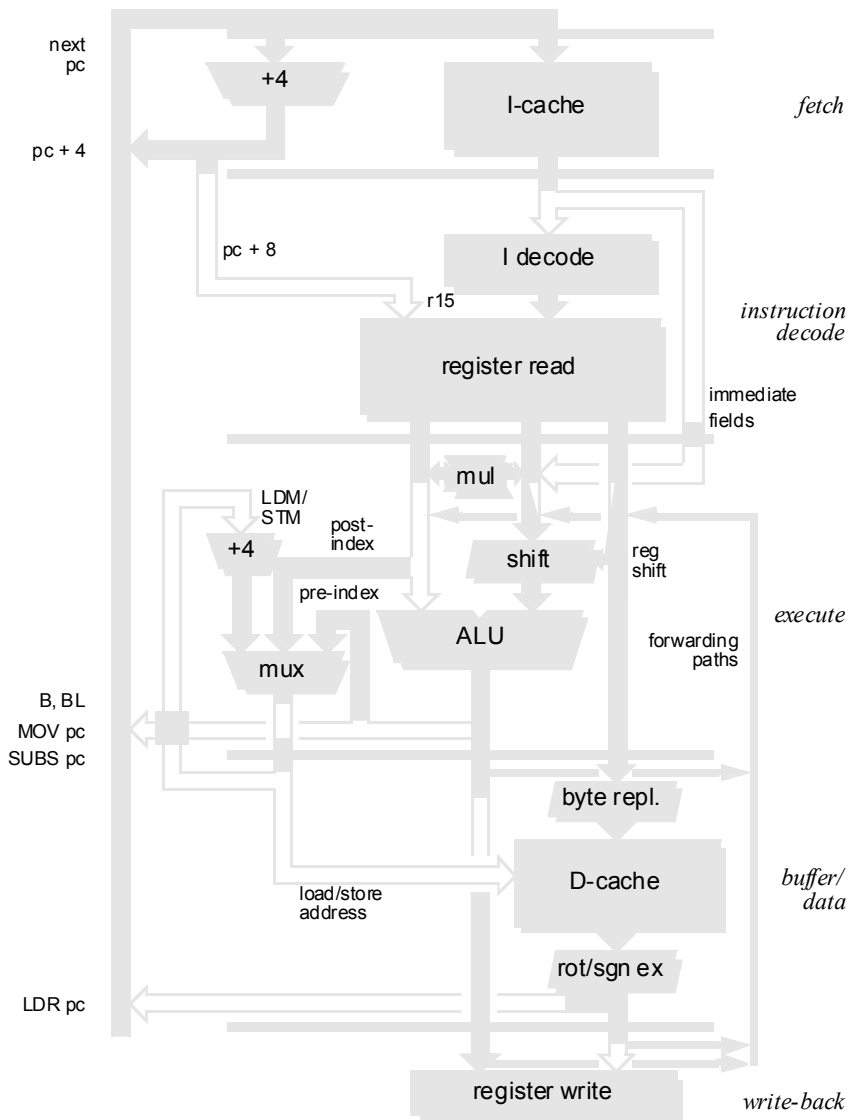 next
pc
+4
I-cache
fetch
pc + 4
pc + 8
I decode
r15
instruction
decode
register read
immediate
fields
mul
LDM/
STM
post-
index
+4
shift
reg
shift
pre-index
ALU
execute
forwarding
paths
mux
B, BL
MOV pc
SUBS pc
byte repl.
D-cache
buffer/
data
load/store
address
rot/sgn ex
LDR pc
register write
write-back